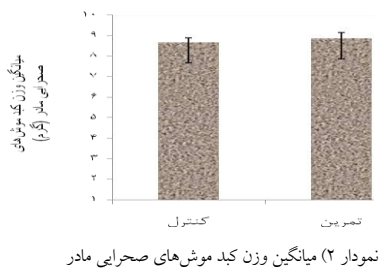 میانگین وزن کبد موش‌های
صحرایی مادر (گرم)
۱۰
۹
۸
۷
۶
۵
۴
۳
۲
۱
کنترل
تمرین
نمودار ۲) میانگین وزن کبد موش‌های صحرایی مادر